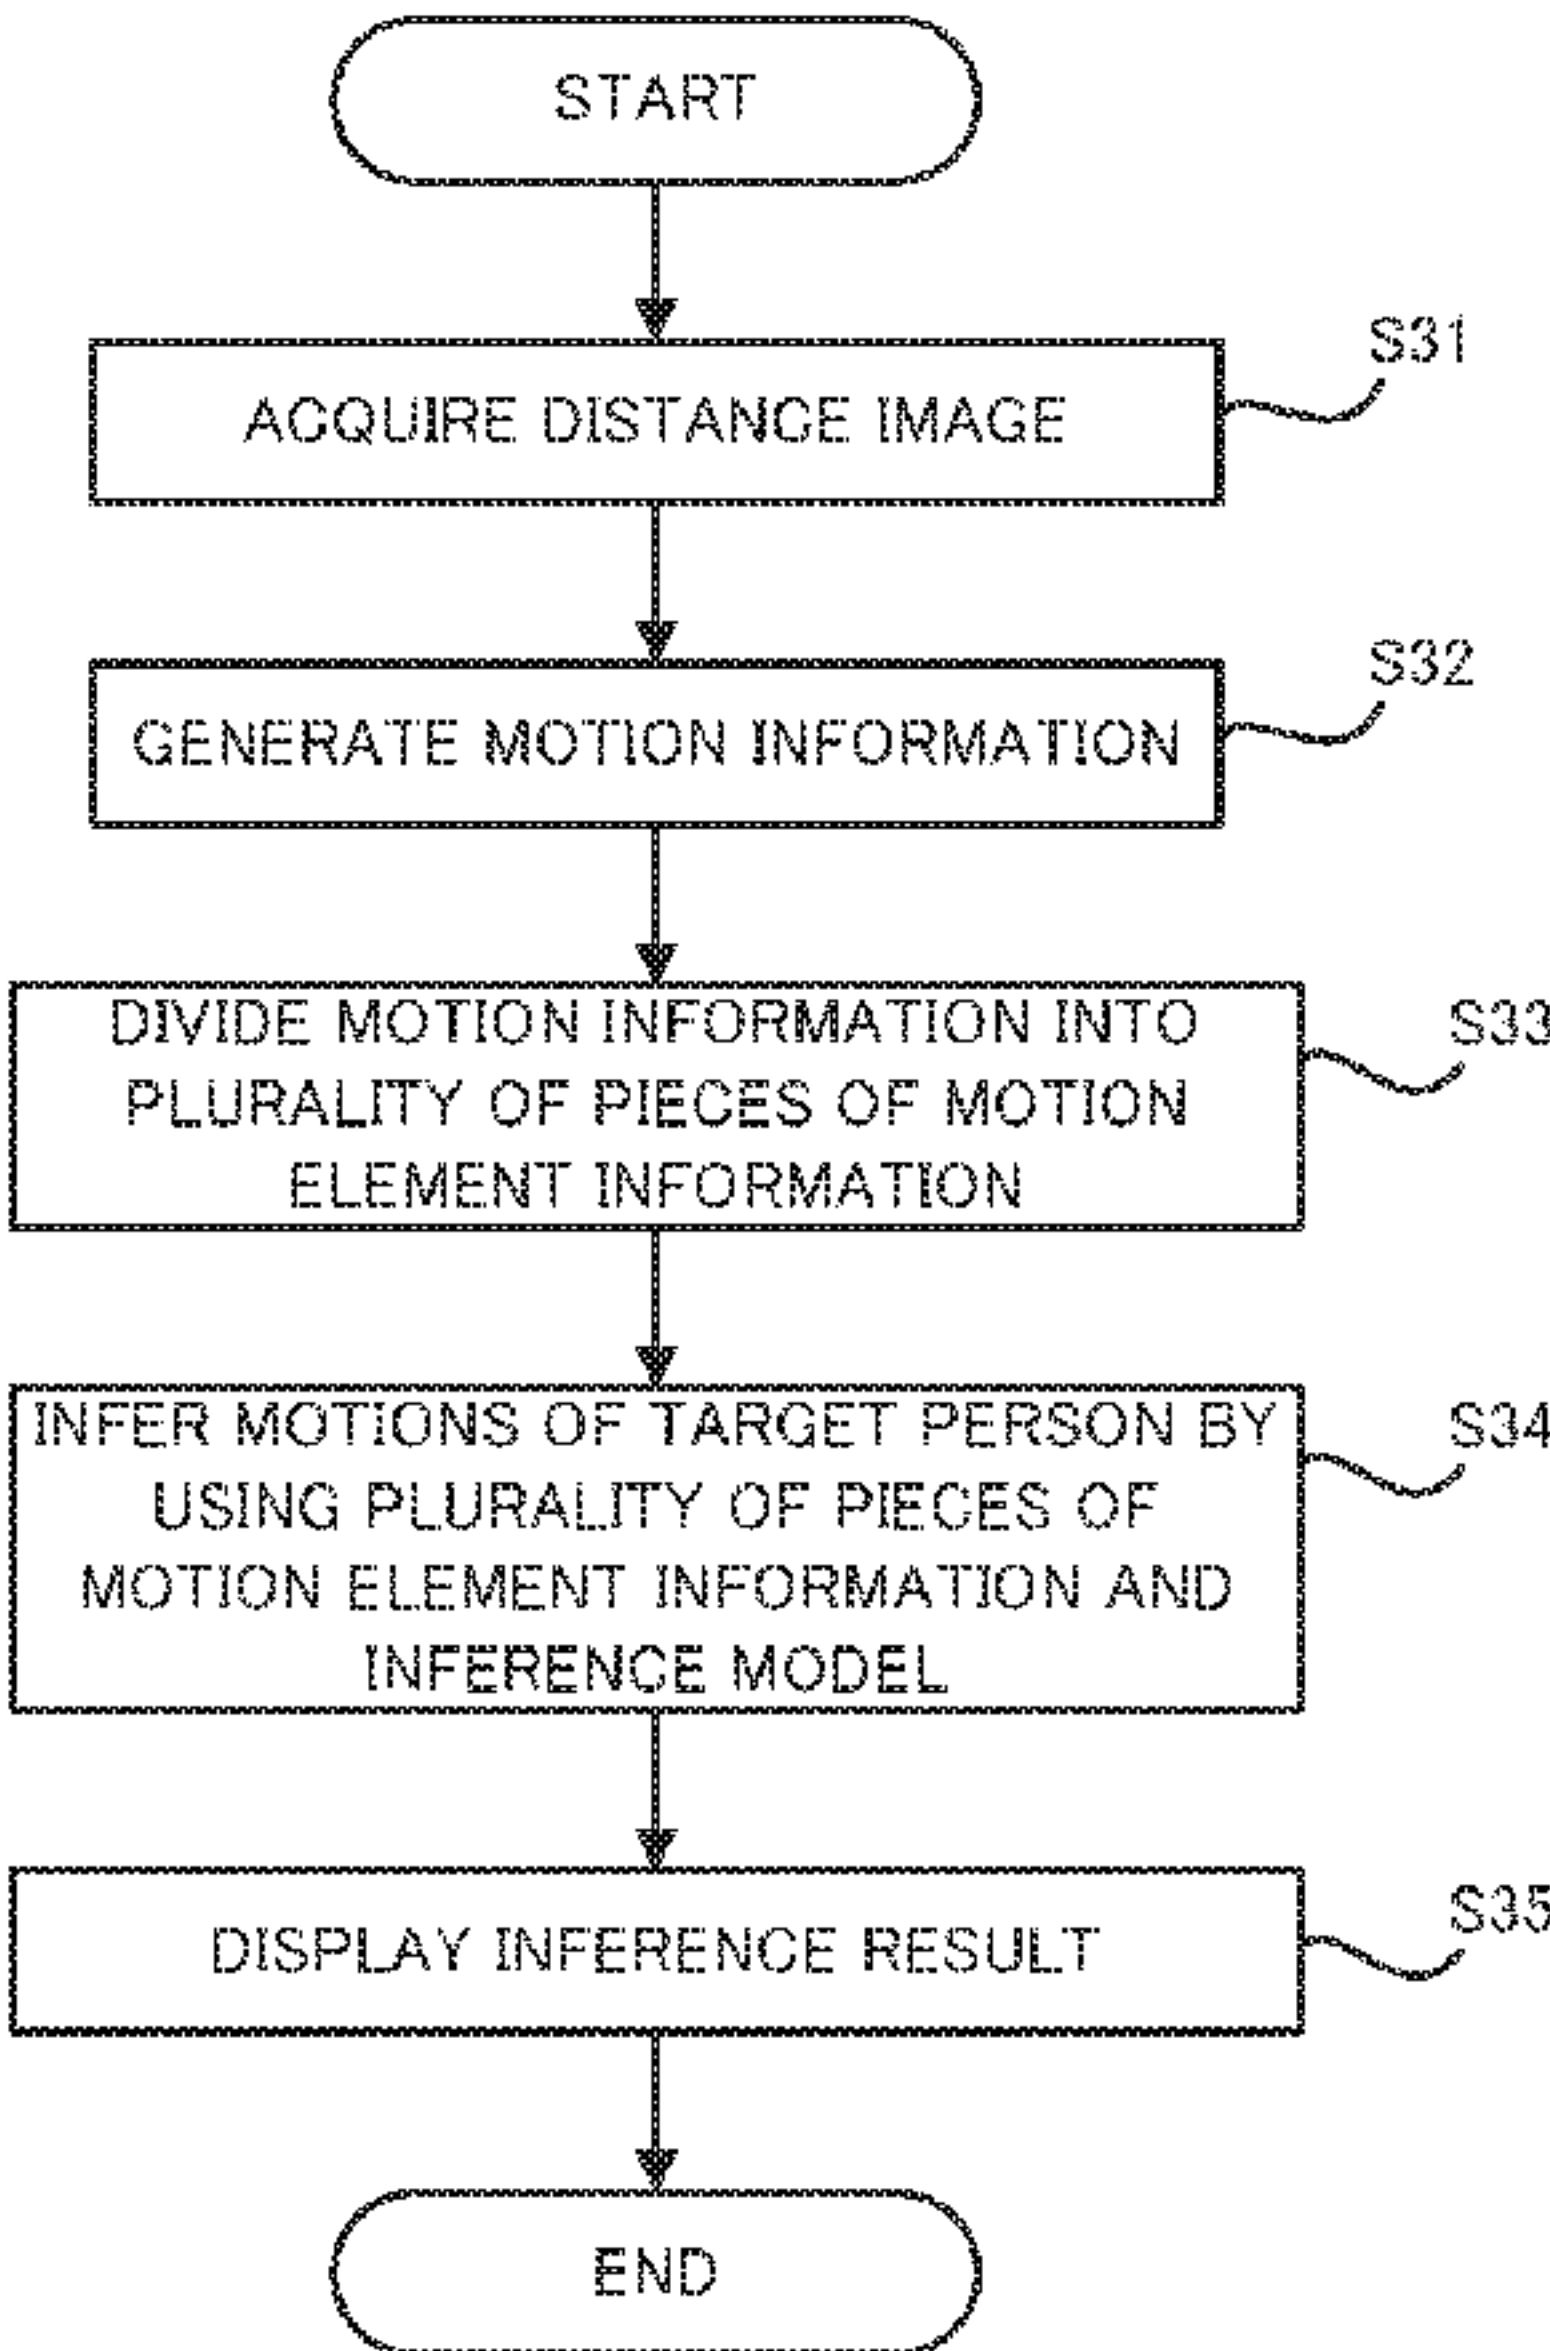 START
S31
ACQUIRE DISTANCE IMAGE
S32
GENERATE MOTION INFORMATION
S33
DIVIDE MOTION INFORMATION INTO
PLURALITY OF PIECES OF MOTION
ELEMENT INFORMATION
S34
INFER MOTIONS OF TARGET PERSON BY
USING PLURALITY OF PIECES OF
MOTION ELEMENT INFORMATION AND
INFERENCE MODEL
S35
DISPLAY INFERENCE RESULT
END